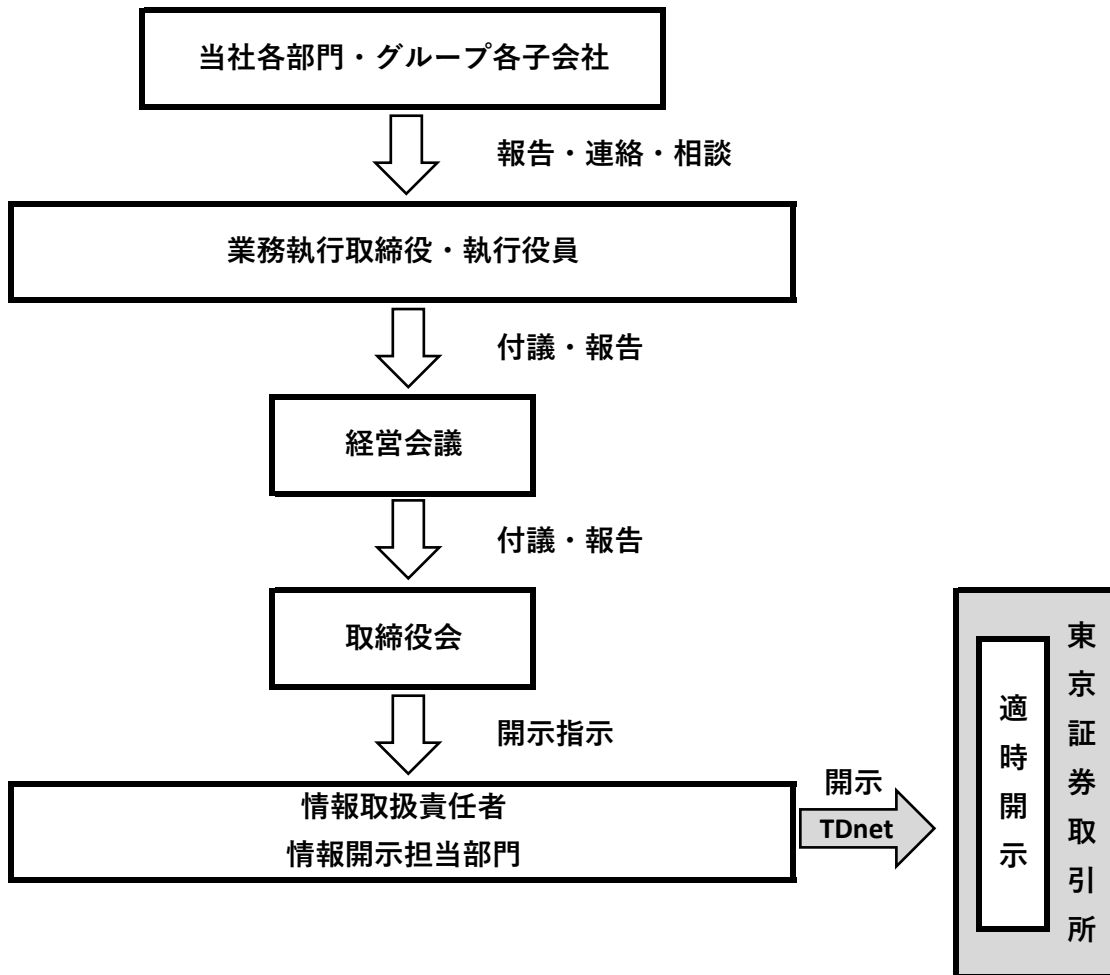 当社各部門・グループ各子会社
報告・連絡・相談
業務執行取締役・執行役員
付議・報告
経営会議
付議・報告
取締役会
開示指示
情報取扱責任者
情報開示担当部門
開示
TDnet
適時開示
東京証券取引所